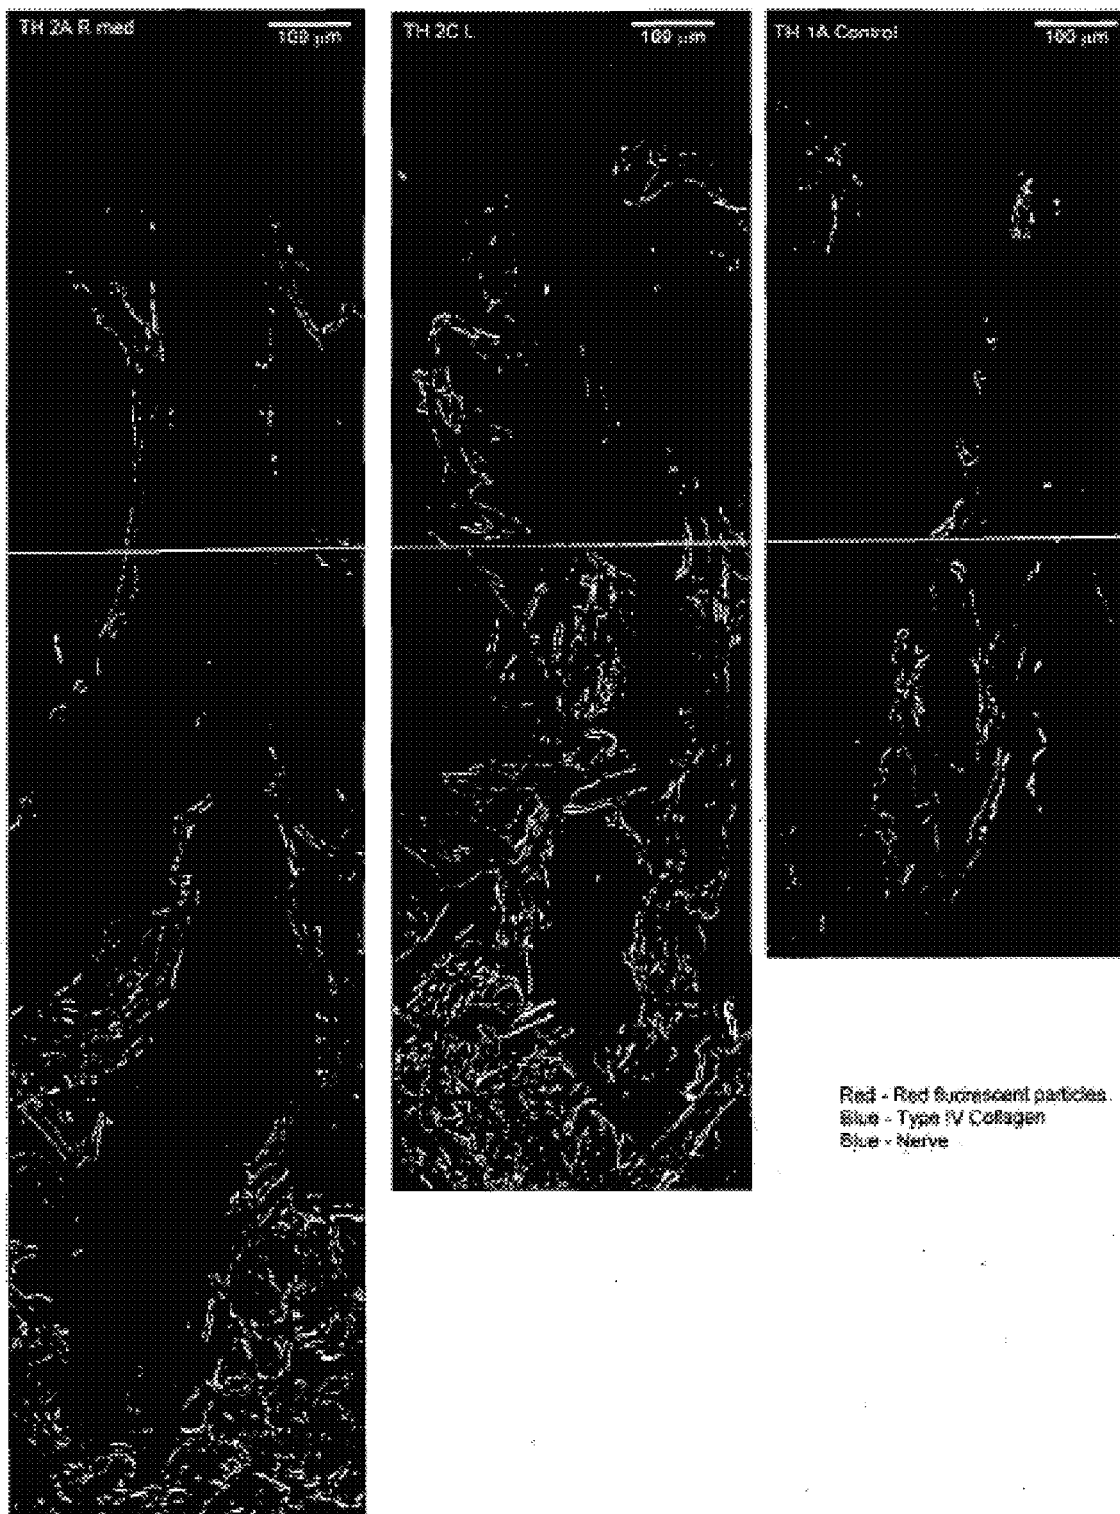 TH 2A R med
100 µm
TH 2C L
100 µm
TH 1A Control
100 µm
Red - Red fluorescent particles
Blue - Type IV Collagen
Blue - Nerve